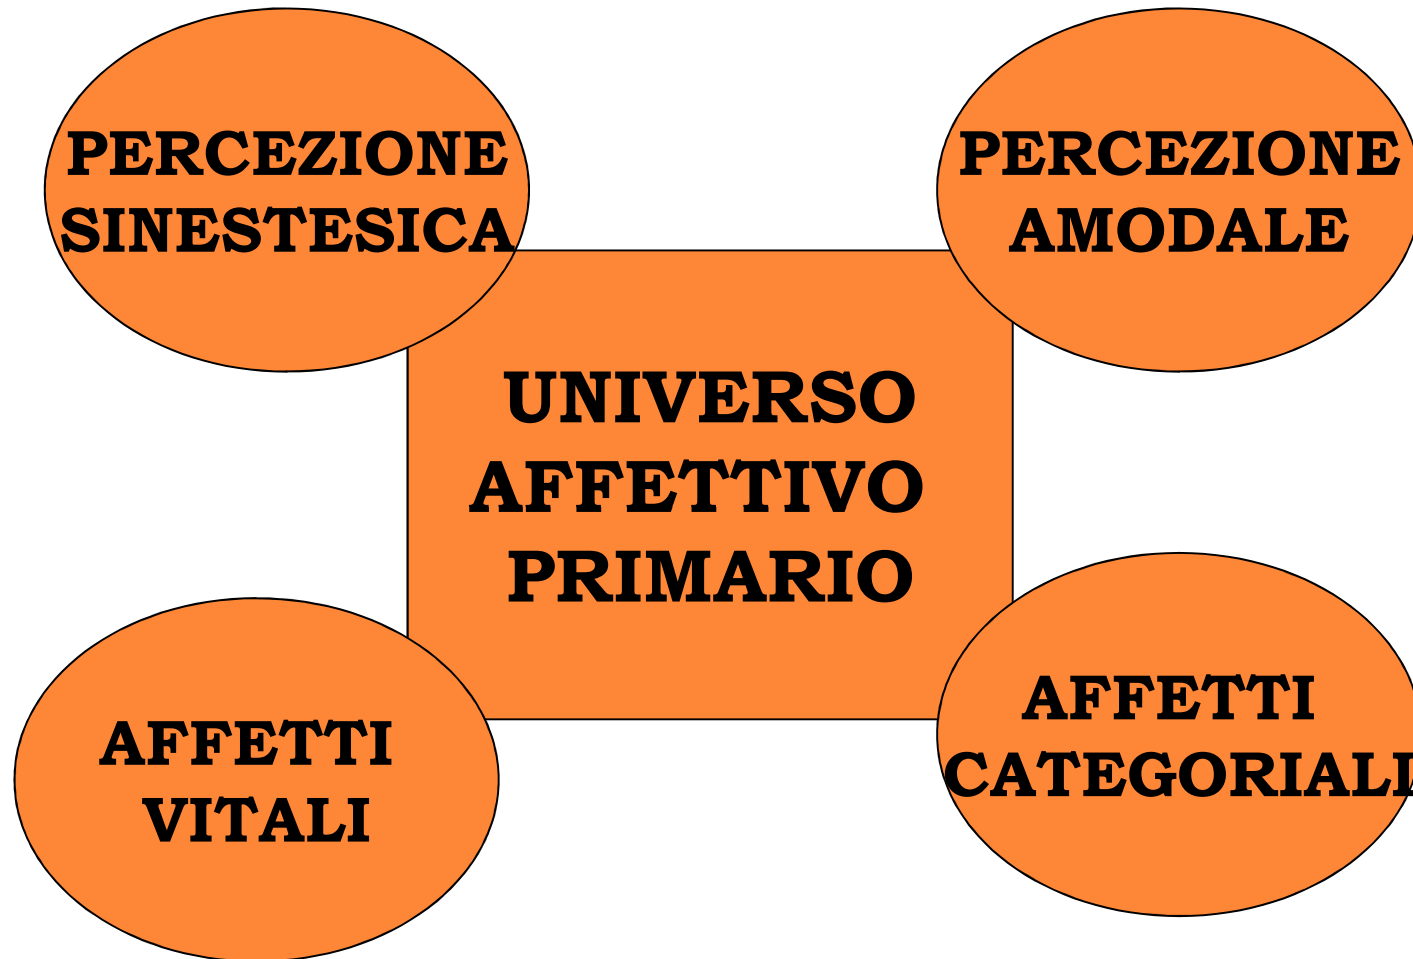 PERCEZIONE
SINESTESICA
PERCEZIONE
AMODALE
UNIVERSO
AFFETTIVO
PRIMARIO
AFFETTI
VITALI
AFFETTI
CATEGORIALI